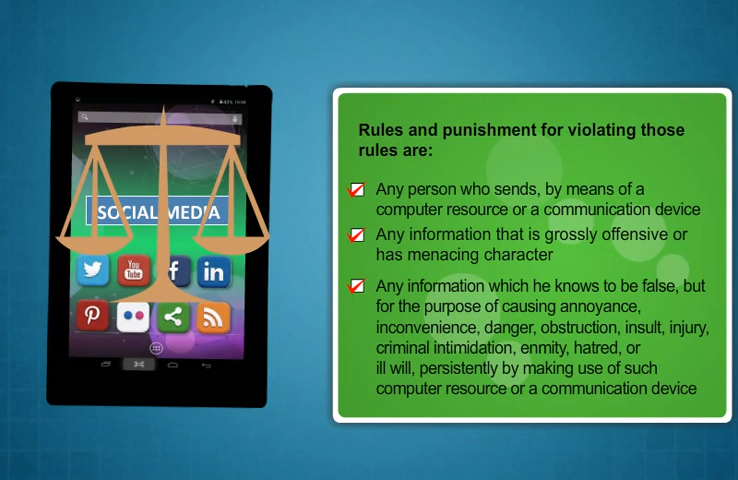 SOCIAL MEDIA
You
Tube
f
in
Rules and punishment for violating those
rules are:
Any person who sends, by means of a
computer resource or a communication device
Any information that is grossly offensive or
has menacing character
Any information which he knows to be false, but
for the purpose of causing annoyance,
inconvenience, danger, obstruction, insult, injury,
criminal intimidation, enmity, hatred, or
ill will, persistently by making use of such
computer resource or a communication device